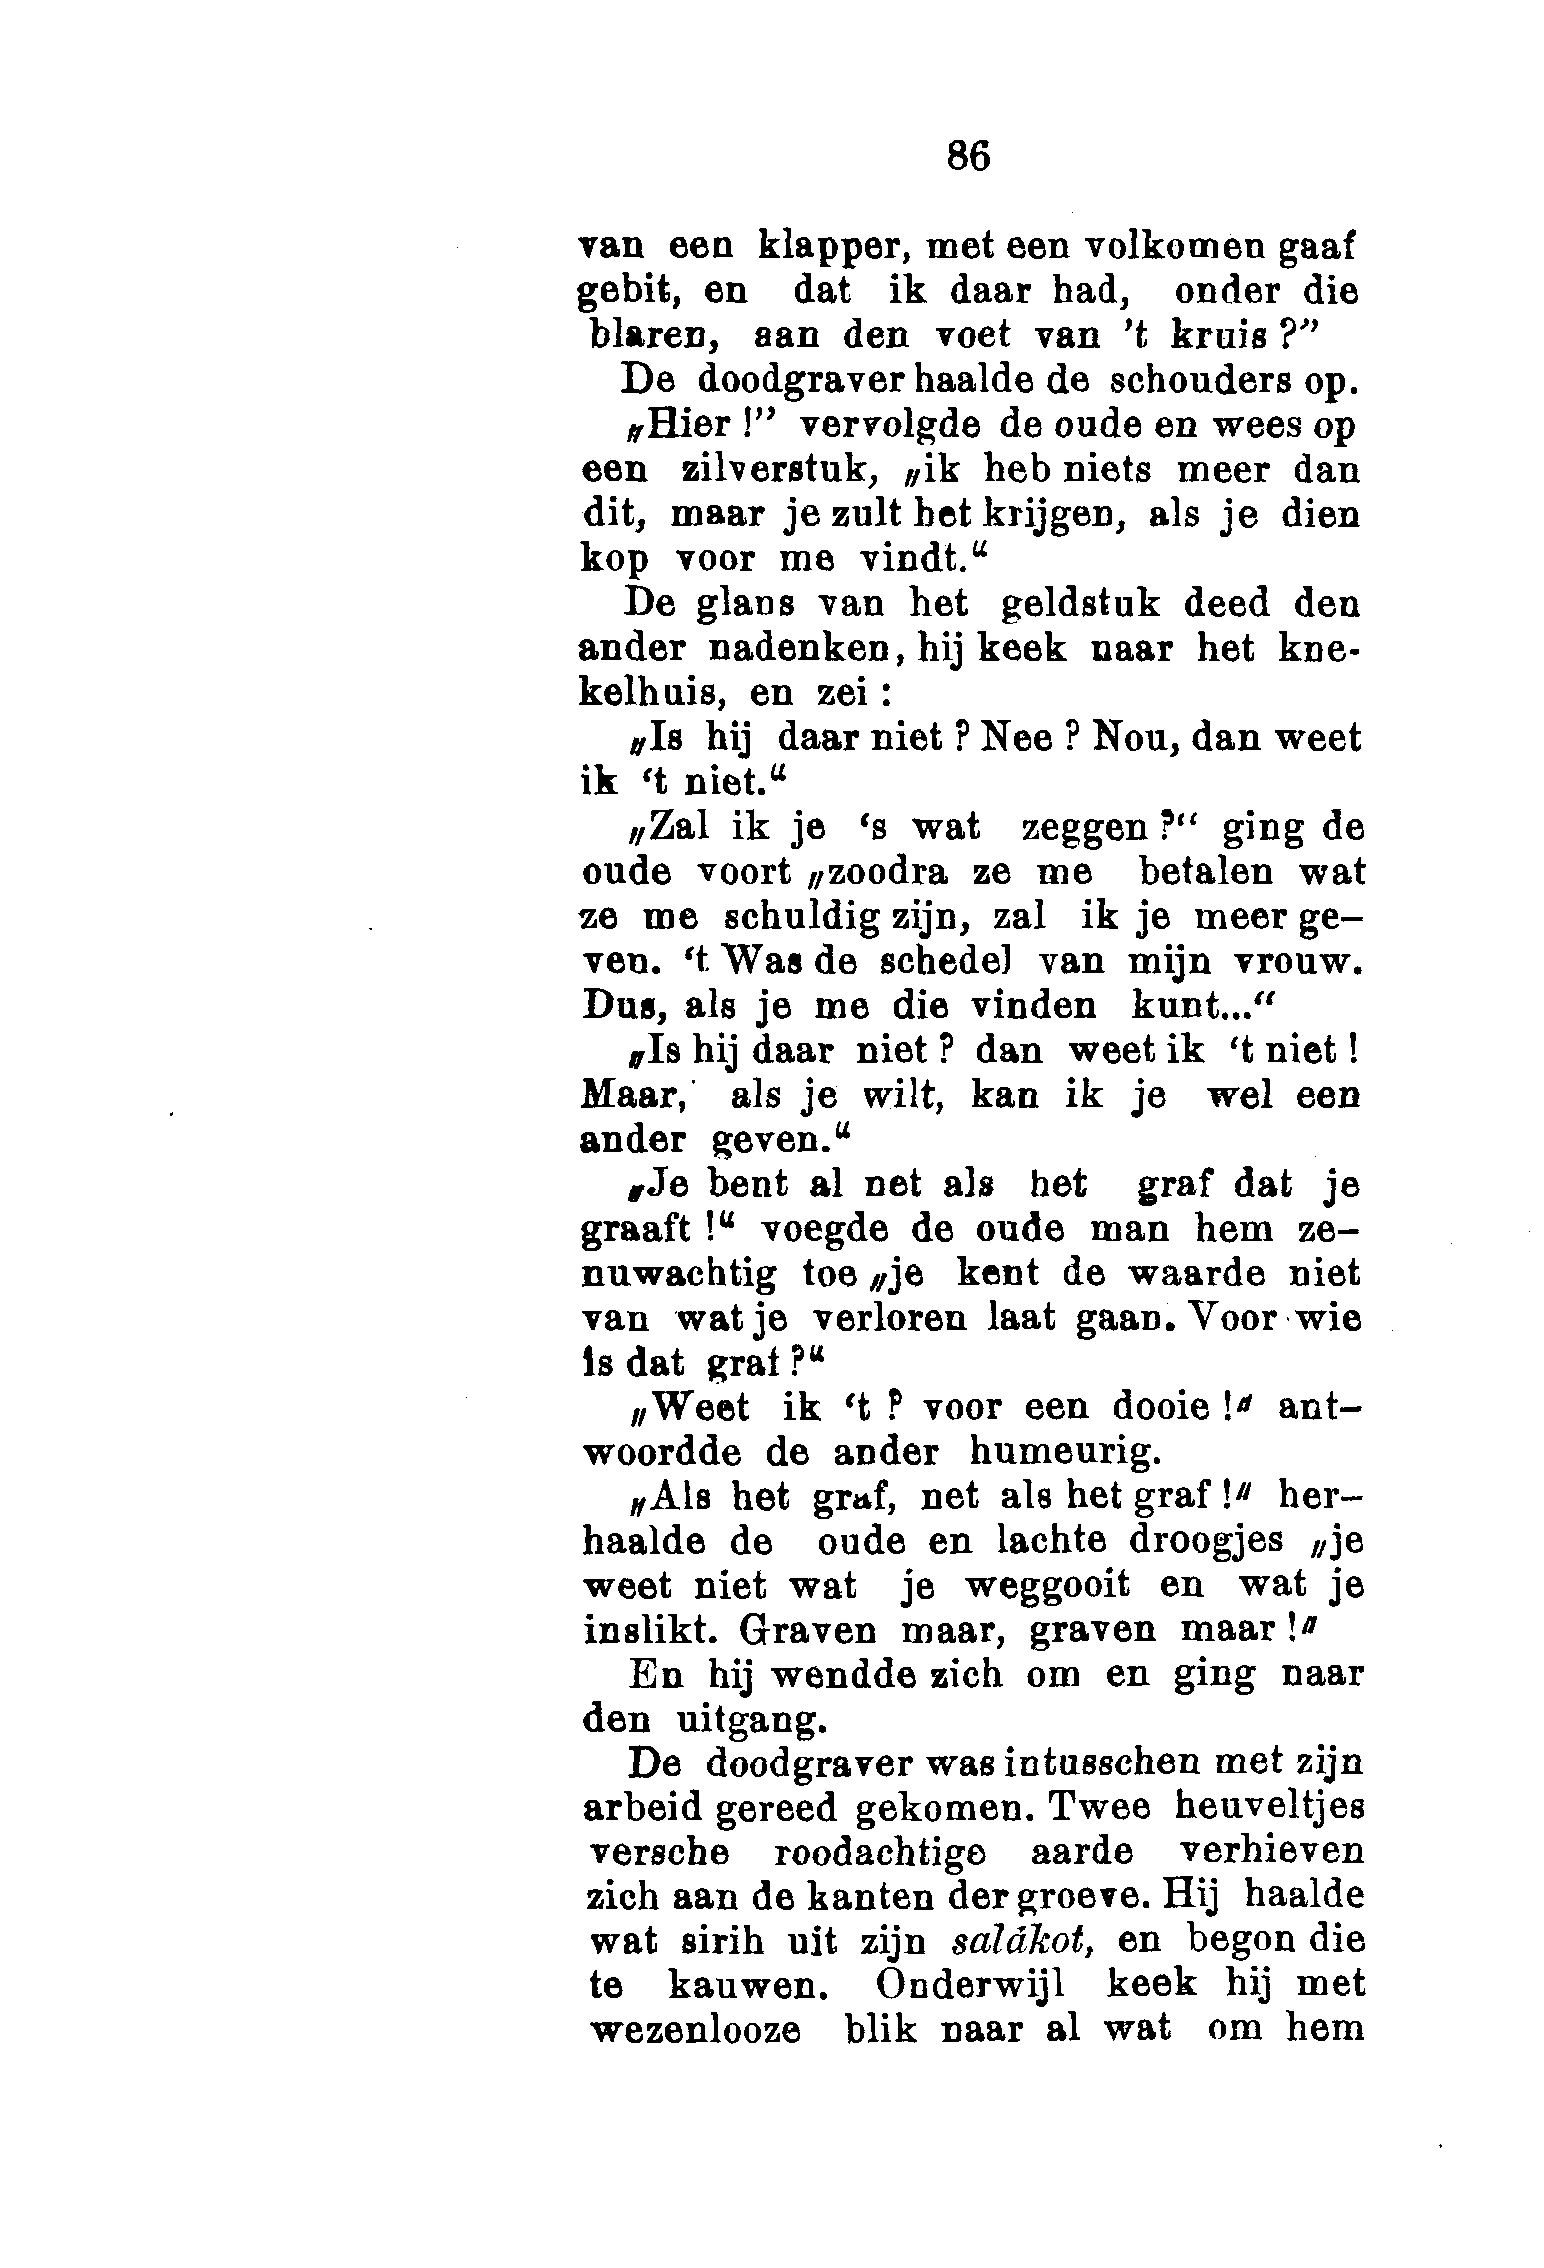 86
van een klapper, met een volkomen gaaf
gebit, en dat ik daar had, onder die
blaren, aan den voet van 't kruis ?”
De doodgraver haalde de schouders op.
„Hier !” vervolgde de oude en wees op
een zilverstuk, „ik heb niets meer dan
dit, maar je zult het krijgen, als je dien
kop voor me vindt.“
De glans van het geldstuk deed den
ander nadenken, hij keek naar het kne-
kelhuis, en zei :
„Is hij daar niet ? Nee ? Nou, dan weet
ik ‘t niet.“
„Zal ik je ‘s wat zeggen ?“ ging de
oude voort „zoodra ze me betalen wat
ze me schuldig zijn, zal ik je meer ge-
ven. ‘t Was de schedel van mijn vrouw.
Dus, als je me die vinden kunt...“
„Is hij daar niet ? dan weet ik ‘t niet !
Maar, als je wilt, kan ik je wel een
ander geven.“
„Je bent al net als het graf dat je
graaft !“ voegde de oude man hem ze-
nuwachtig toe „je kent de waarde niet
van wat je verloren laat gaan. Voor wie
is dat graf ?“
„Weet ik ‘t ? voor een dooie !" ant-
woordde de ander humeurig.
„Als het graf, net als het graf !" her-
haalde de oude en lachte droogjes „je
weet niet wat je weggooit en wat je
inslikt. Graven maar, graven maar !"
En hij wendde zich om en ging naar
den uitgang.
De doodgraver was intusschen met zijn
arbeid gereed gekomen. Twee heuveltjes
versche roodachtige aarde verhieven
zich aan de kanten der groeve. Hij haalde
wat sirih uit zijn salákot, en begon die
te kauwen. Onderwijl keek hij met
wezenlooze blik naar al wat om hem